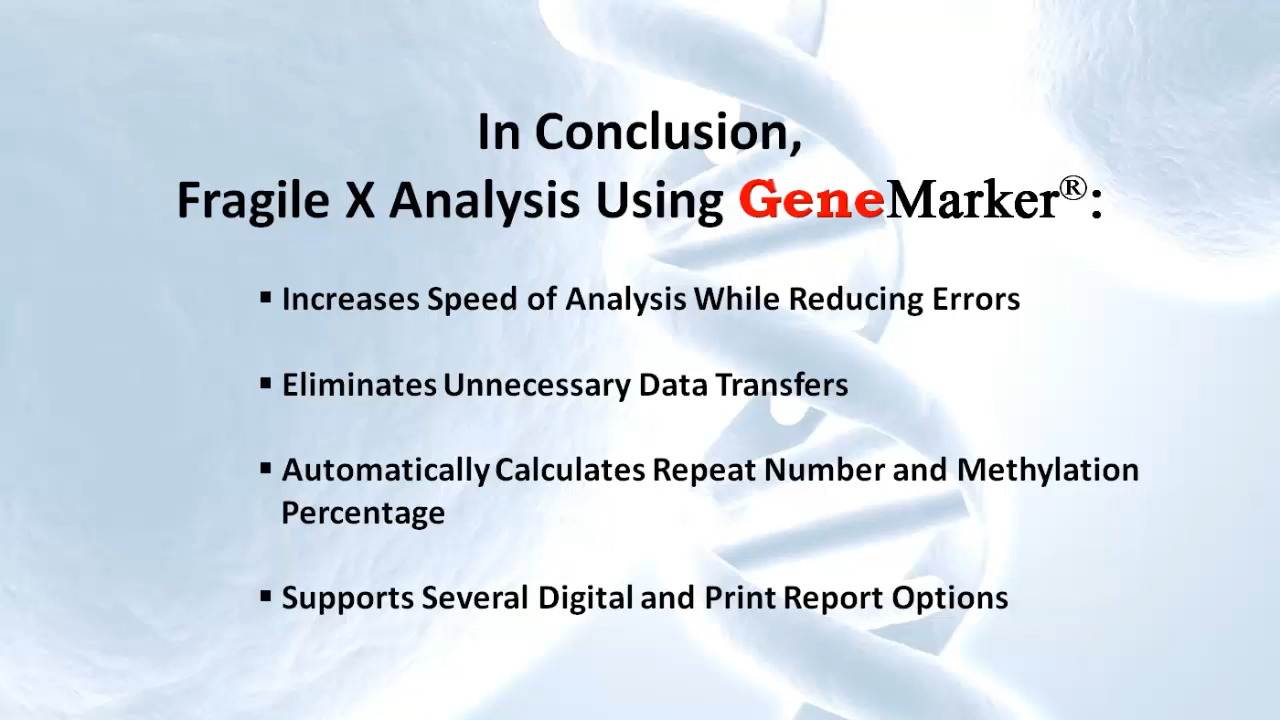 In Conclusion,
Fragile X Analysis Using GeneMarker®:
▪ Increases Speed of Analysis While Reducing Errors
▪ Eliminates Unnecessary Data Transfers
▪ Automatically Calculates Repeat Number and Methylation
Percentage
▪ Supports Several Digital and Print Report Options